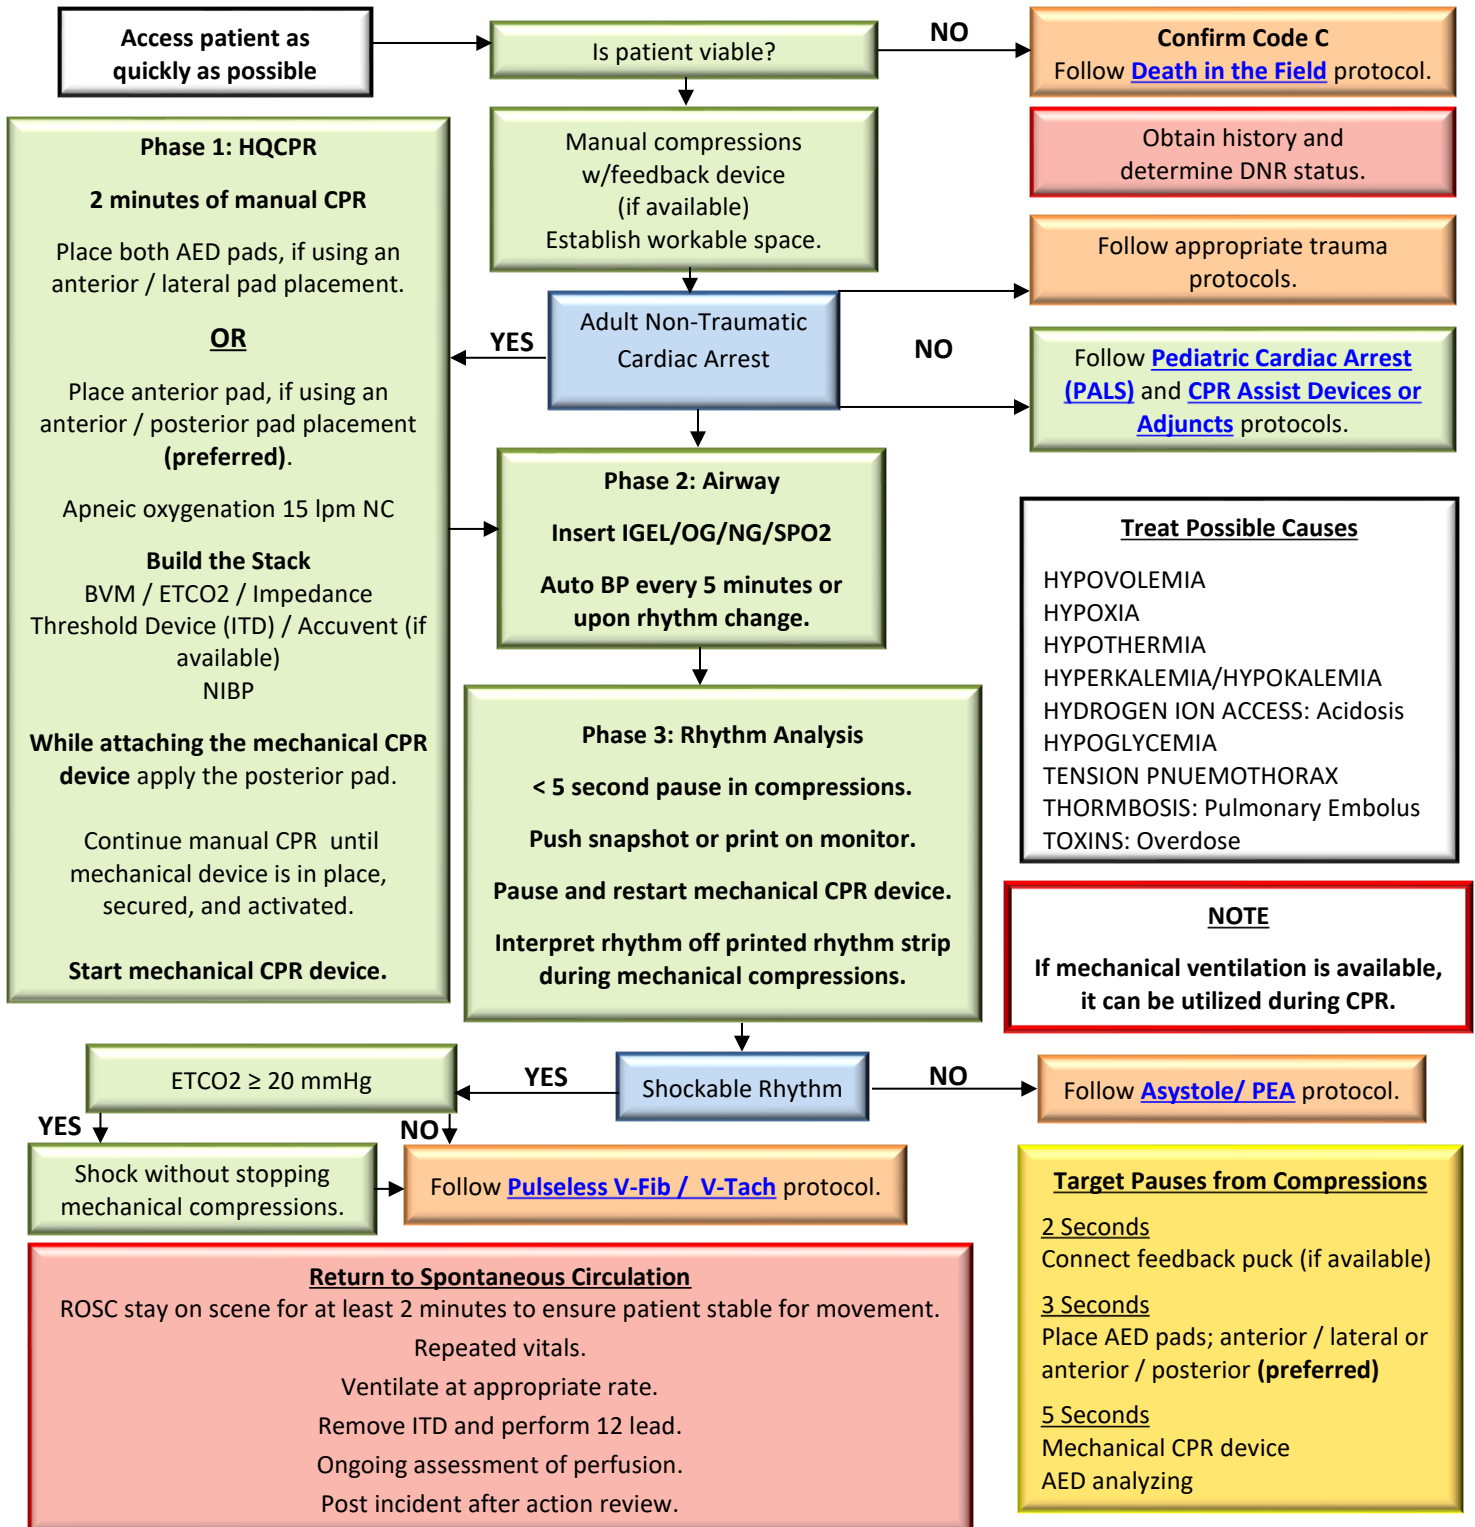 Access patient as
quickly as possible
Is patient viable?
NO
Confirm Code C
Follow Death in the Field protocol.
Obtain history and
determine DNR status.
Manual compressions
w/feedback device
(if available)
Establish workable space.
Follow appropriate trauma
protocols.
Adult Non-Traumatic
Cardiac Arrest
YES
NO
Follow Pediatric Cardiac Arrest
(PALS) and CPR Assist Devices or
Adjuncts protocols.
Phase 1: HQCPR
2 minutes of manual CPR
Place both AED pads, if using an
anterior / lateral pad placement.
OR
Place anterior pad, if using an
anterior / posterior pad placement
(preferred).
Apneic oxygenation 15 lpm NC
Build the Stack
BVM / ETCO2 / Impedance
Threshold Device (ITD) / Accuvent (if
available)
NIBP
While attaching the mechanical CPR
device apply the posterior pad.
Continue manual CPR until
mechanical device is in place,
secured, and activated.
Start mechanical CPR device.
Phase 2: Airway
Insert IGEL/OG/NG/SPO2
Auto BP every 5 minutes or
upon rhythm change.
Phase 3: Rhythm Analysis
< 5 second pause in compressions.
Push snapshot or print on monitor.
Pause and restart mechanical CPR device.
Interpret rhythm off printed rhythm strip
during mechanical compressions.
Treat Possible Causes
HYPOVOLEMIA
HYPOXIA
HYPOTHERMIA
HYPERKALEMIA/HYPOKALEMIA
HYDROGEN ION ACCESS: Acidosis
HYPOGLYCEMIA
TENSION PNUEMOTHORAX
THORMBOSIS: Pulmonary Embolus
TOXINS: Overdose
NOTE
If mechanical ventilation is available,
it can be utilized during CPR.
ETCO2 ≥ 20 mmHg
YES
Shockable Rhythm
NO
Follow Asystole/ PEA protocol.
YES
NO
Shock without stopping
mechanical compressions.
Follow Pulseless V-Fib / V-Tach protocol.
Return to Spontaneous Circulation
ROSC stay on scene for at least 2 minutes to ensure patient stable for movement.
Repeated vitals.
Ventilate at appropriate rate.
Remove ITD and perform 12 lead.
Ongoing assessment of perfusion.
Post incident after action review.
Target Pauses from Compressions
2 Seconds
Connect feedback puck (if available)
3 Seconds
Place AED pads; anterior / lateral or
anterior / posterior (preferred)
5 Seconds
Mechanical CPR device
AED analyzing